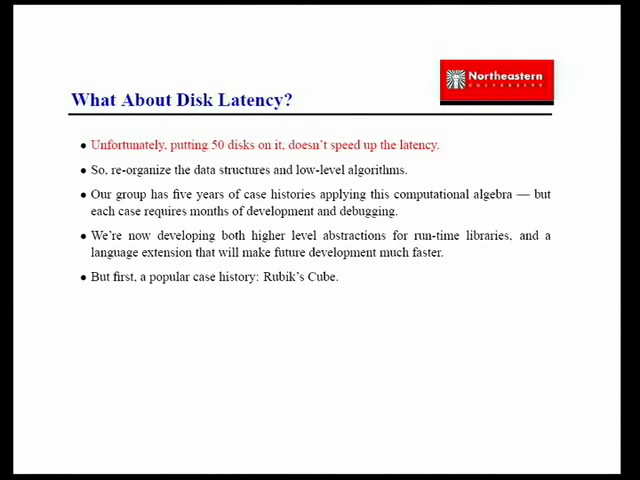 Northeastern
UNIVERSITY
What About Disk Latency?
• Unfortunately, putting 50 disks on it, doesn't speed up the latency.
• So, re-organize the data structures and low-level algorithms.
• Our group has five years of case histories applying this computational algebra — but
each case requires months of development and debugging.
• We're now developing both higher level abstractions for run-time libraries, and a
language extension that will make future development much faster.
• But first, a popular case history: Rubik's Cube.